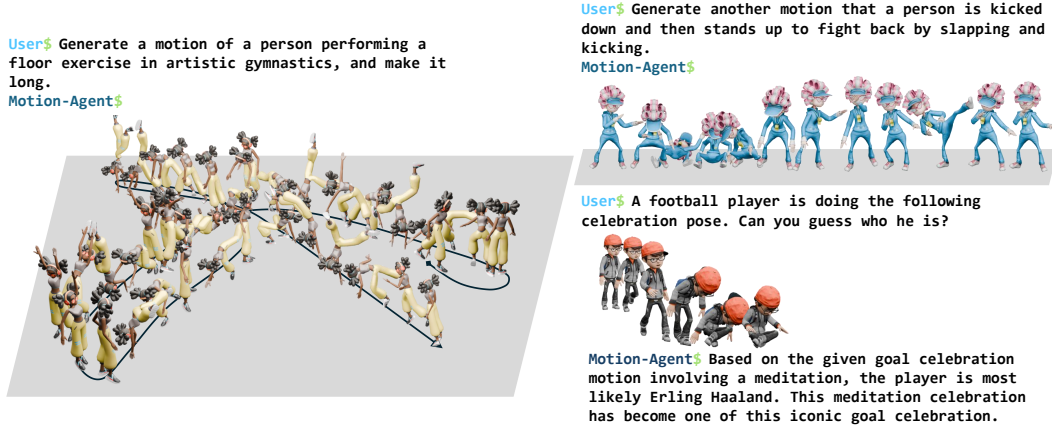 User$ Generate a motion of a person performing a
floor exercise in artistic gymnastics, and make it
long.
Motion-Agent$
User$ Generate another motion that a person is kicked
down and then stands up to fight back by slapping and
kicking.
Motion-Agent$
User$ A football player is doing the following
celebration pose. Can you guess who he is?
Motion-Agent$ Based on the given goal celebration
motion involving a meditation, the player is most
likely Erling Haaland. This meditation celebration
has become one of this iconic goal celebration.